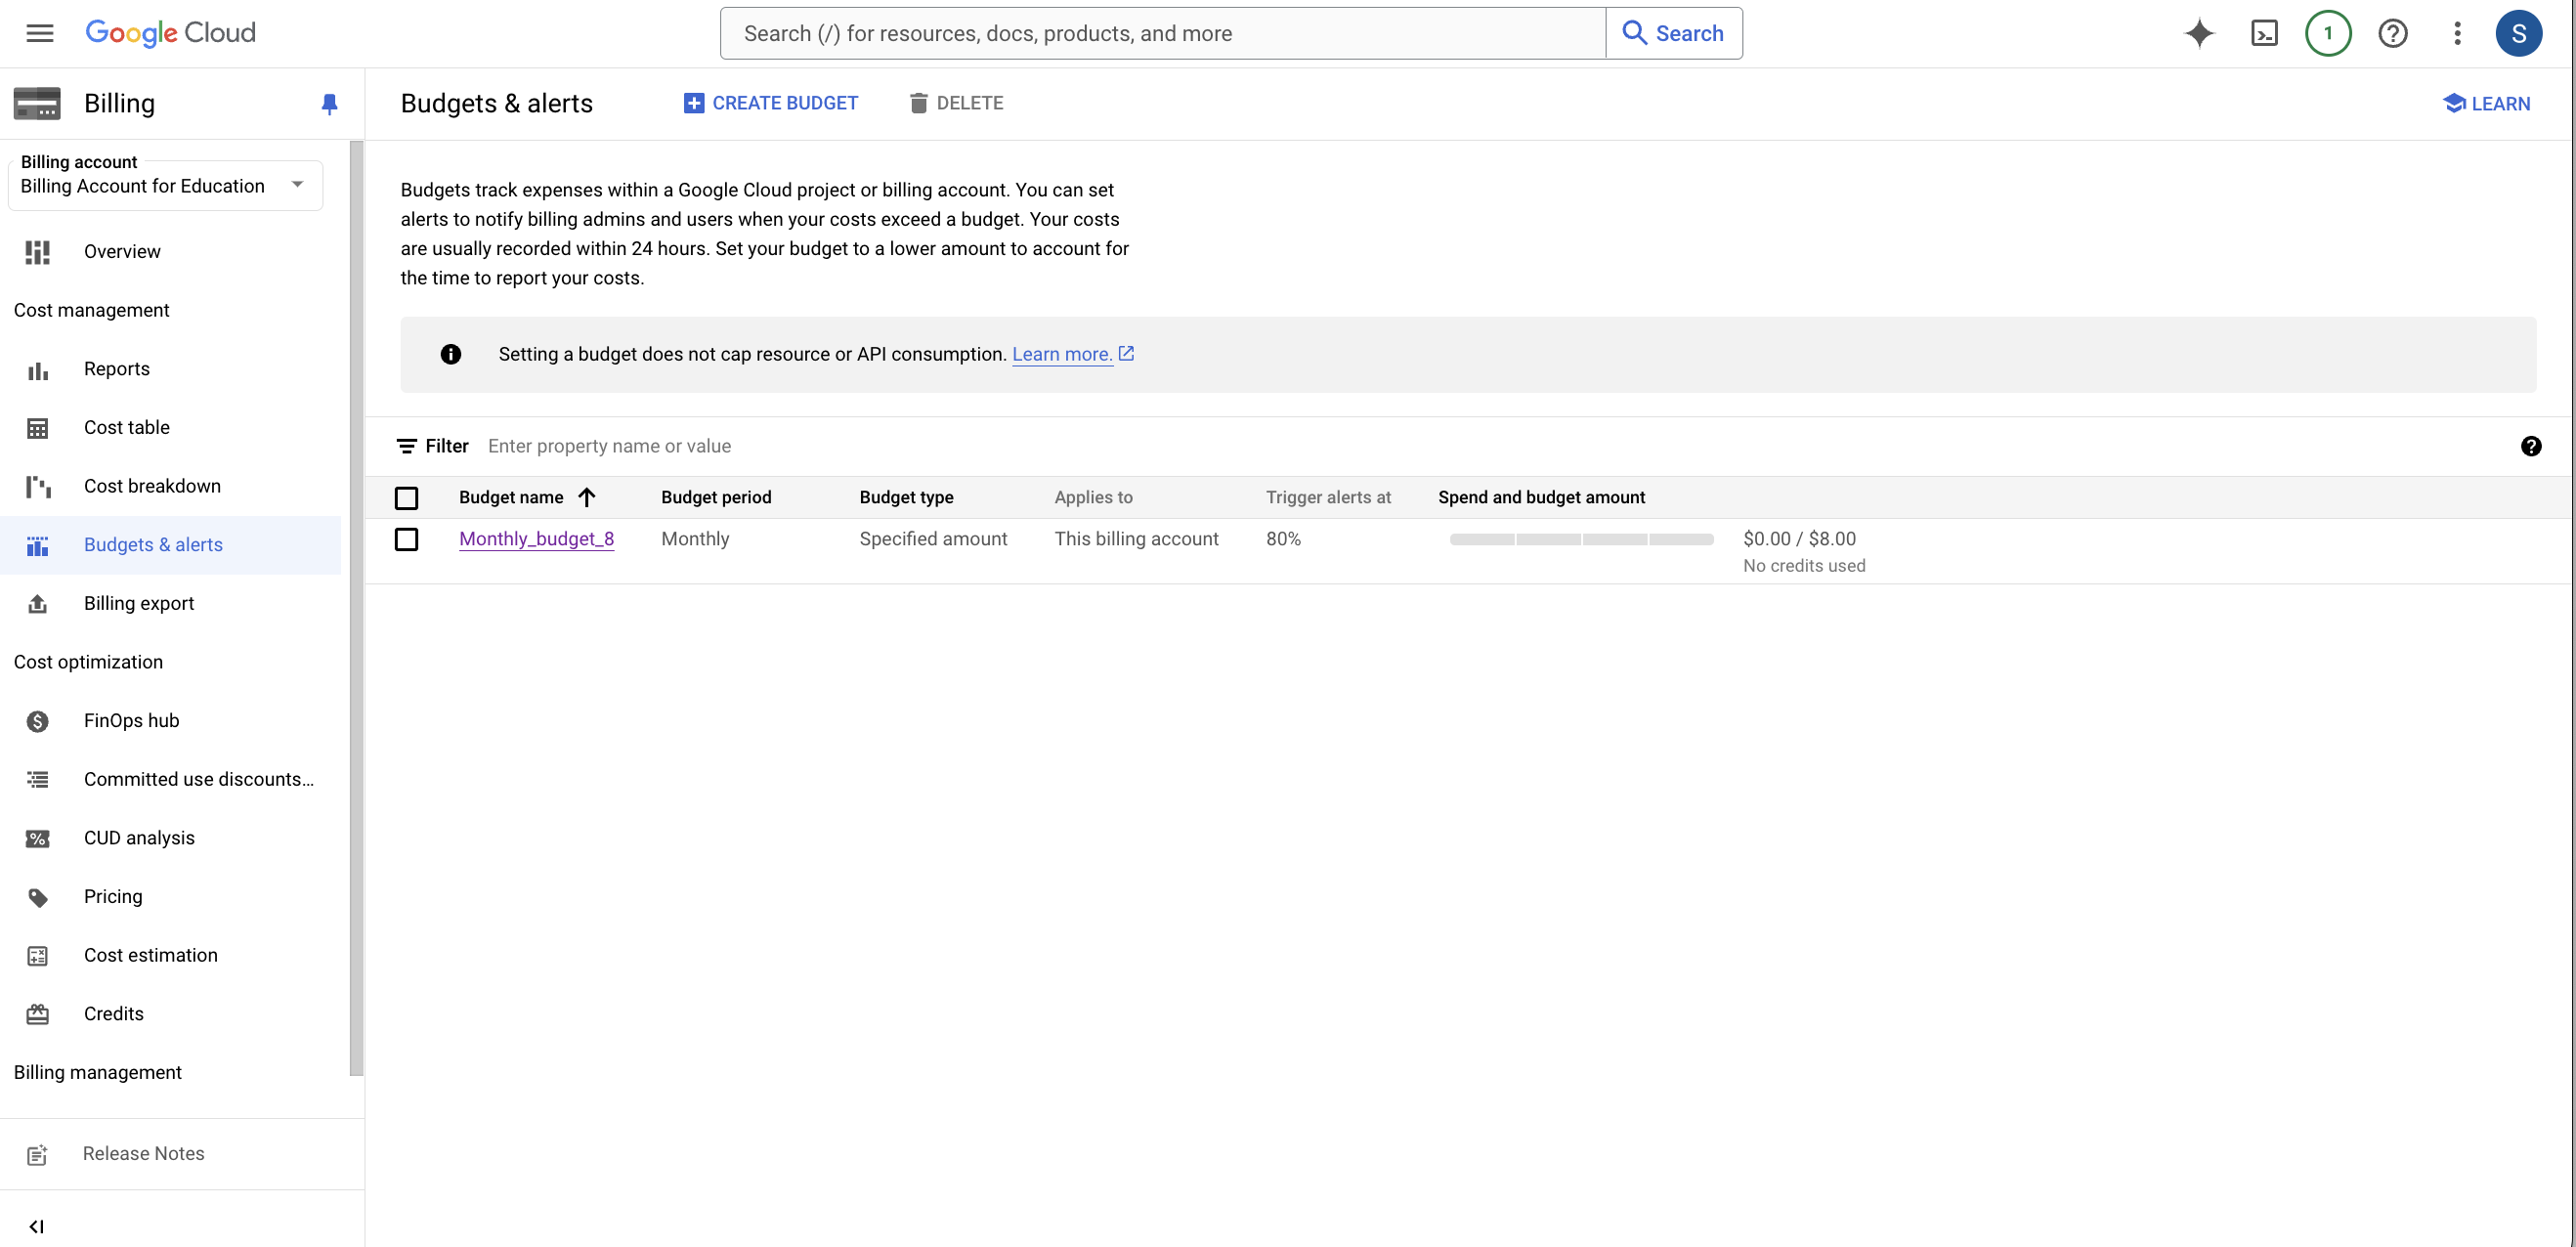 Google Cloud
Search (/) for resources, docs, products, and more
Search
1
S
Billing
Budgets & alerts
CREATE BUDGET
DELETE
LEARN
Billing account
Billing Account for Education
Overview
Cost management
Reports
Cost table
Cost breakdown
Budgets & alerts
Billing export
Cost optimization
FinOps hub
Committed use discounts...
CUD analysis
Pricing
Cost estimation
Credits
Billing management
Release Notes
Budgets track expenses within a Google Cloud project or billing account. You can set
alerts to notify billing admins and users when your costs exceed a budget. Your costs
are usually recorded within 24 hours. Set your budget to a lower amount to account for
the time to report your costs.
Setting a budget does not cap resource or API consumption. Learn more.
Filter Enter property name or value
Budget name Budget period Budget type Applies to Trigger alerts at Spend and budget amount
Monthly_budget_8 Monthly Specified amount This billing account 80% $0.00 / $8.00
No credits used